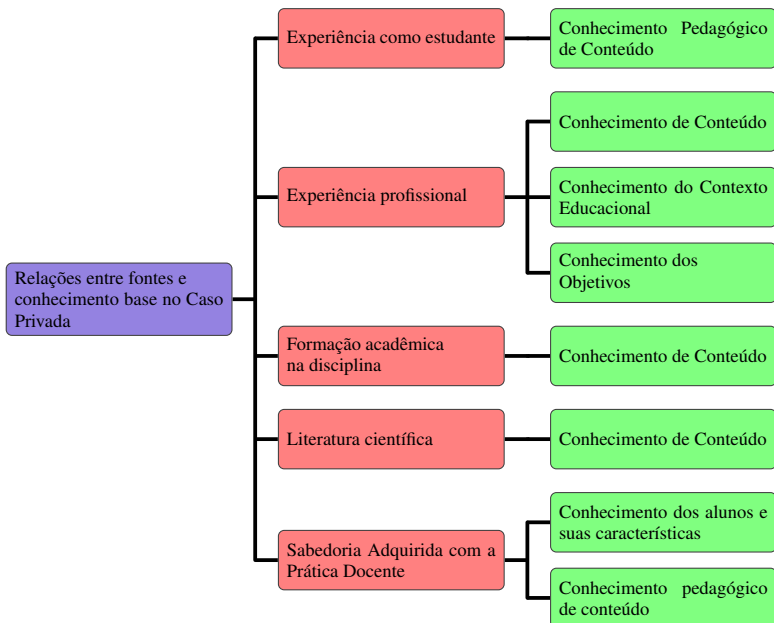 Relações entre fontes e
conhecimento base no Caso
Privada
Experiência como estudante
Conhecimento Pedagógico
de Conteúdo
Experiência profissional
Conhecimento de Conteúdo
Conhecimento do Contexto
Educacional
Conhecimento dos
Objetivos
Formação acadêmica
na disciplina
Conhecimento de Conteúdo
Literatura científica
Conhecimento de Conteúdo
Sabedoria Adquirida com a
Prática Docente
Conhecimento dos alunos e
suas características
Conhecimento pedagógico
de conteúdo